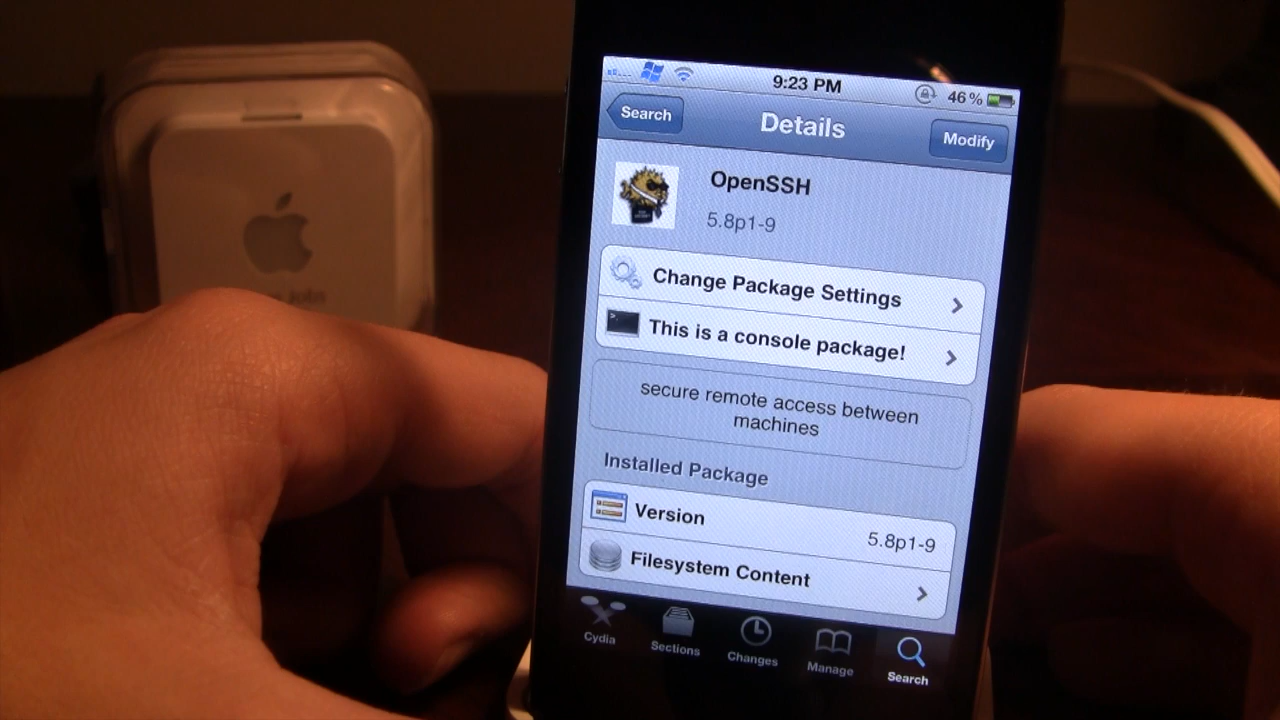 9:23 PM
46%
Search
Details
Modify
OpenSSH
5.8p1-9
Change Package Settings
This is a console package!
secure remote access between
machines
Installed Package
Version
5.8p1-9
Filesystem Content
Cydia
Sections
Changes
Manage
Search